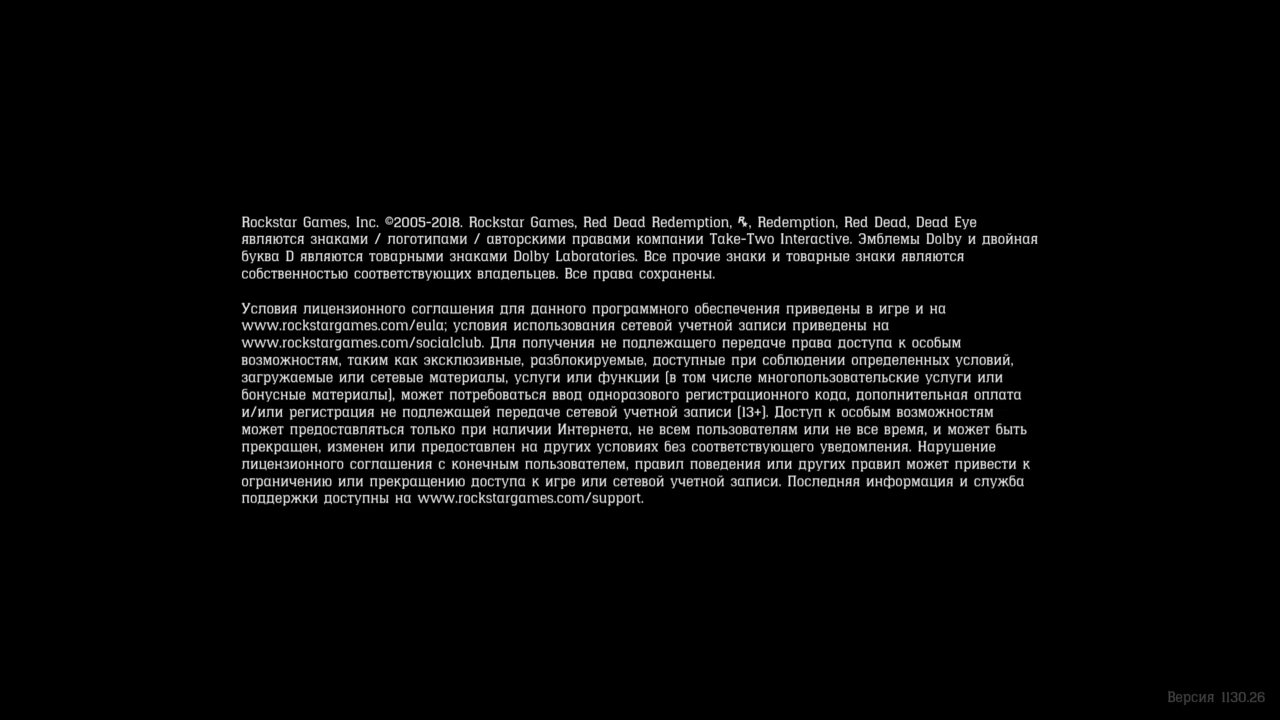 Rockstar Games, Inc. ©2005-2018. Rockstar Games, Red Dead Redemption, R*, Redemption, Red Dead, Dead Eye
являются знаками / логотипами / авторскими правами компании Take-Two Interactive. Эмблемы Dolby и двойная
буква D являются товарными знаками Dolby Laboratories. Все прочие знаки и товарные знаки являются
собственностью соответствующих владельцев. Все права сохранены.
Условия лицензионного соглашения для данного программного обеспечения приведены в игре и на
www.rockstargames.com/eula; условия использования сетевой учетной записи приведены на
www.rockstargames.com/socialclub. Для получения не подлежащего передаче права доступа к особым
возможностям, таким как эксклюзивные, разблокируемые, доступные при соблюдении определенных условий,
загружаемые или сетевые материалы, услуги или функции (в том числе многопользовательские услуги или
бонусные материалы), может потребоваться ввод одноразового регистрационного кода, дополнительная оплата
и/или регистрация не подлежащей передаче сетевой учетной записи (13+). Доступ к особым возможностям
может предоставляться только при наличии Интернета, не всем пользователям или не все время, и может быть
прекращен, изменен или предоставлен на других условиях без соответствующего уведомления. Нарушение
лицензионного соглашения с конечным пользователем, правил поведения или других правил может привести к
ограничению или прекращению доступа к игре или сетевой учетной записи. Последняя информация и служба
поддержки доступны на www.rockstargames.com/support.
Версия 1130.26